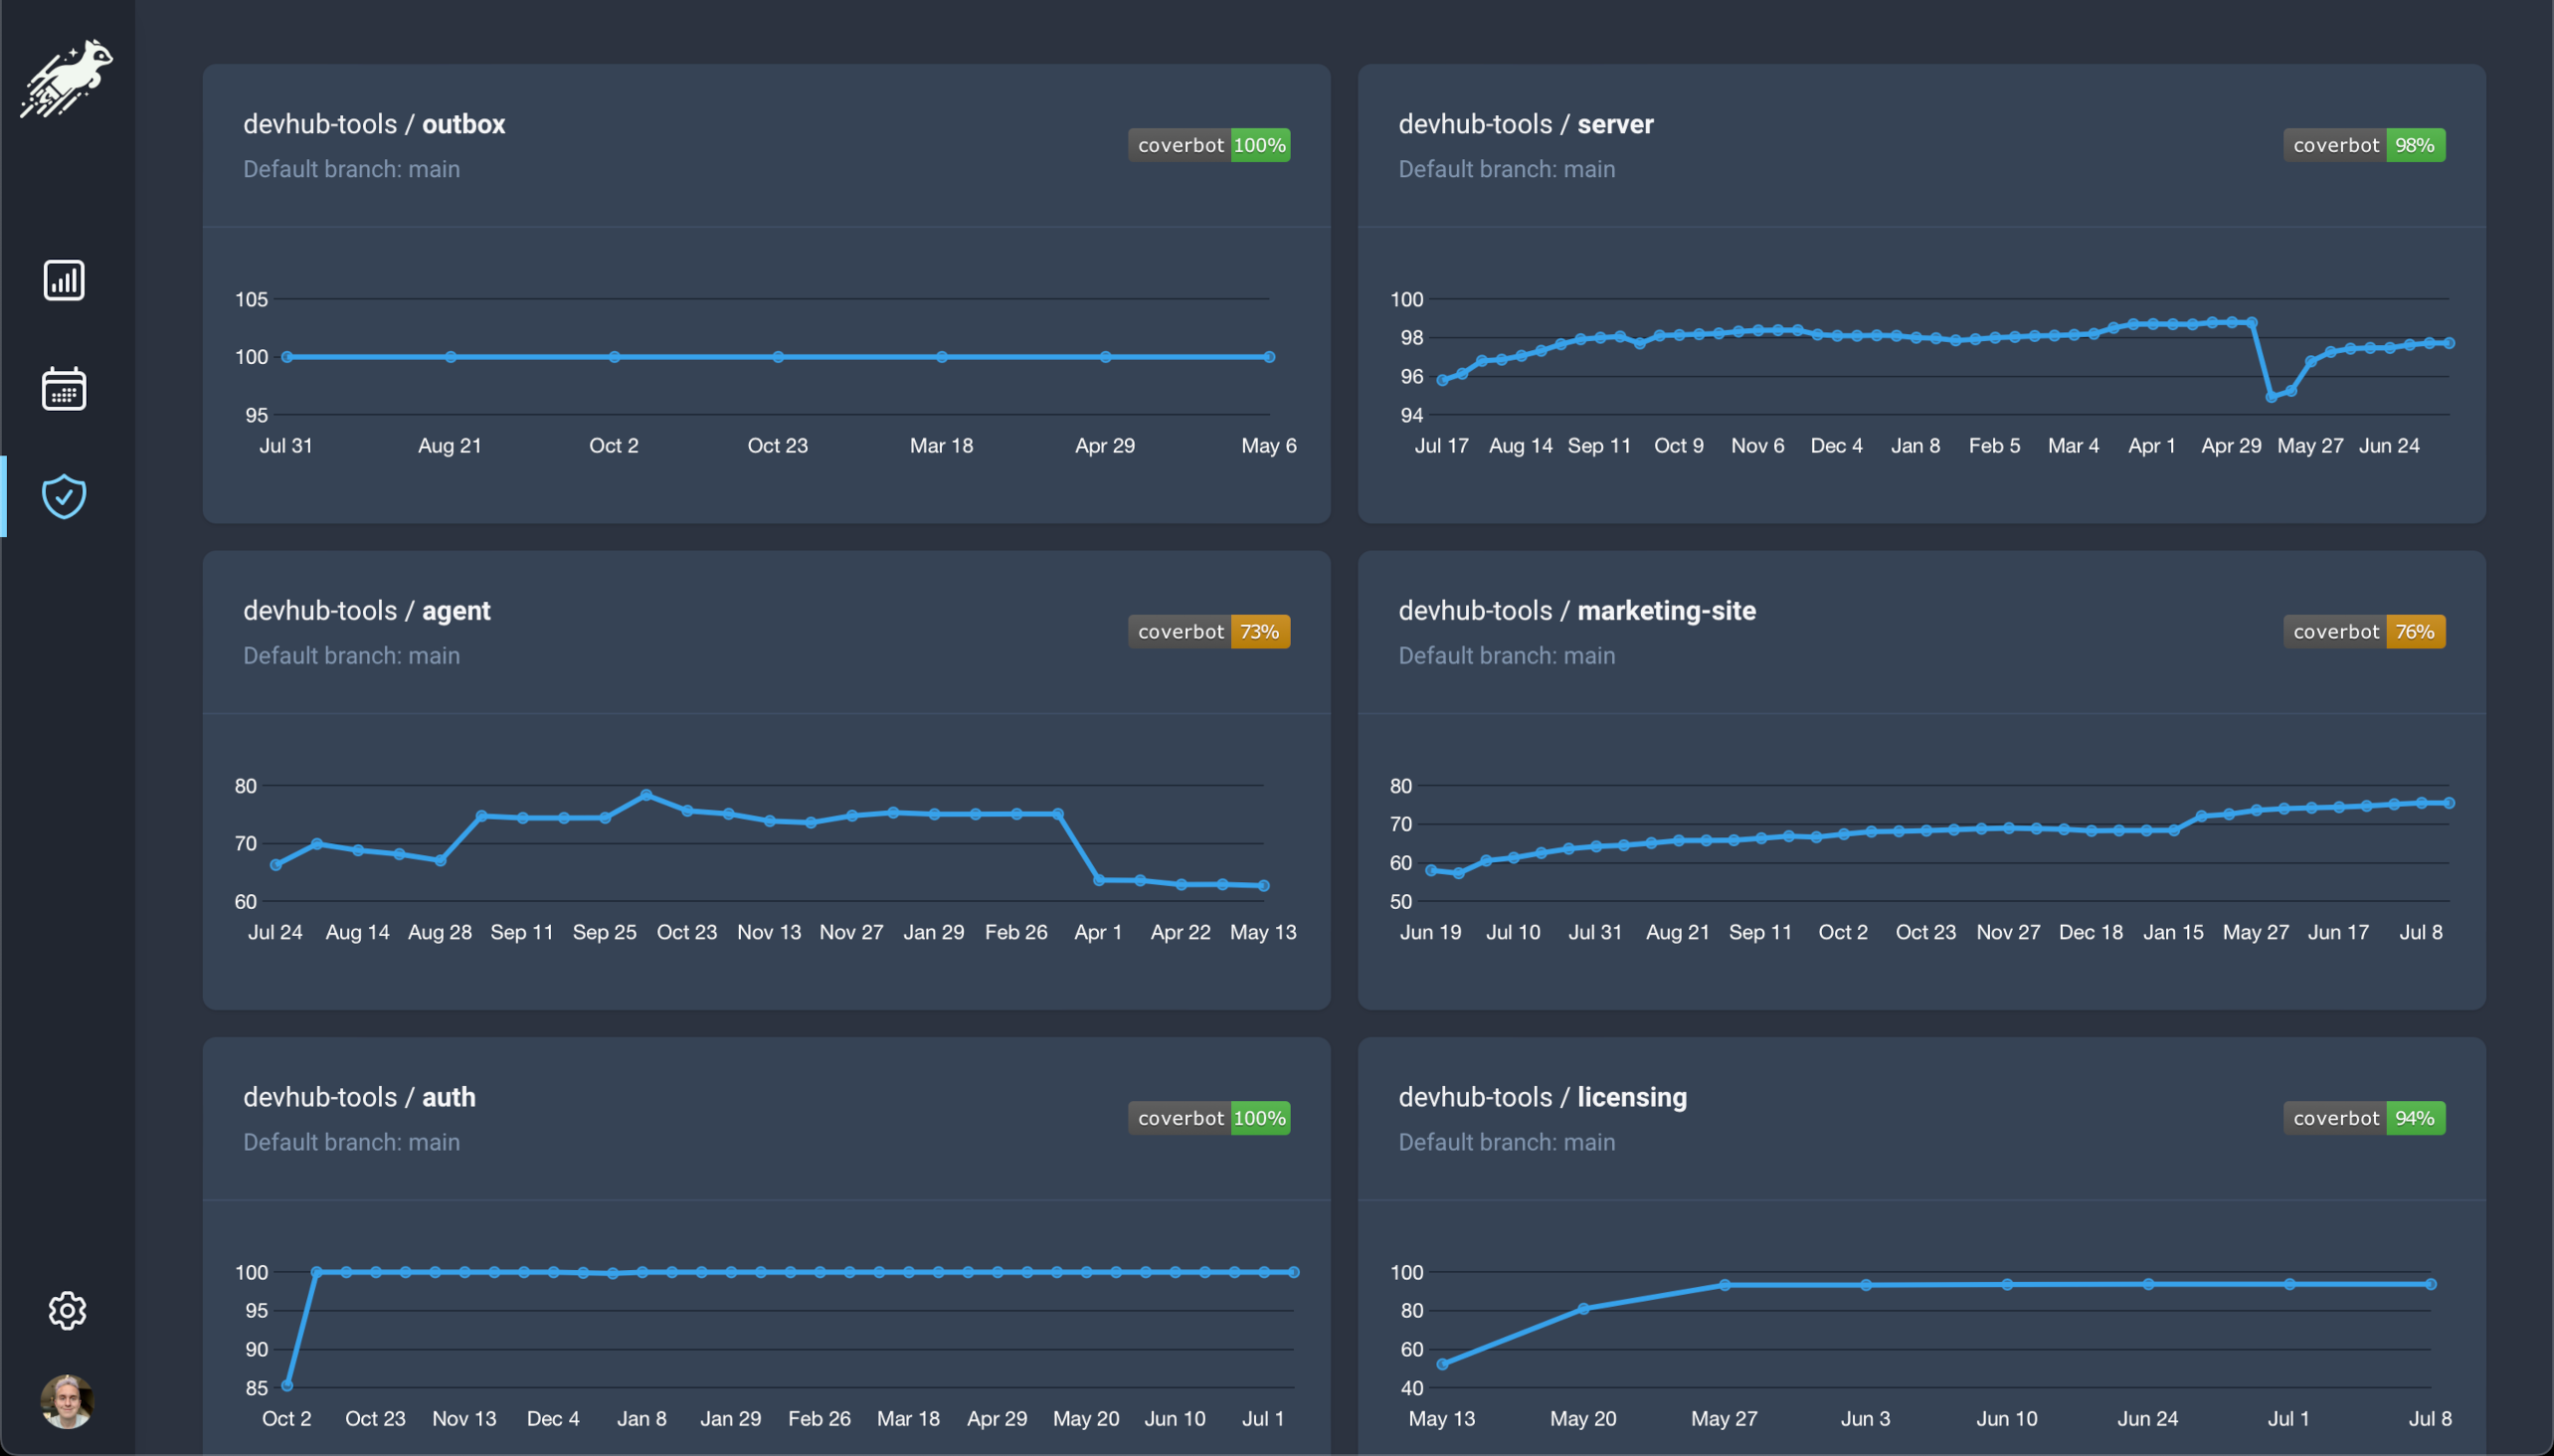 devhub-tools / outbox
Default branch: main
coverbot 100%
105
100
95
Jul 31 Aug 21 Oct 2 Oct 23 Mar 18 Apr 29 May 6
devhub-tools / server
Default branch: main
coverbot 98%
100
98
96
94
Jul 17 Aug 14 Sep 11 Oct 9 Nov 6 Dec 4 Jan 8 Feb 5 Mar 4 Apr 1 Apr 29 May 27 Jun 24
devhub-tools / agent
Default branch: main
coverbot 73%
80
70
60
Jul 24 Aug 14 Aug 28 Sep 11 Sep 25 Oct 23 Nov 13 Nov 27 Jan 29 Feb 26 Apr 1 Apr 22 May 13
devhub-tools / marketing-site
Default branch: main
coverbot 76%
80
70
60
50
Jun 19 Jul 10 Jul 31 Aug 21 Sep 11 Oct 2 Oct 23 Nov 27 Dec 18 Jan 15 May 27 Jun 17 Jul 8
devhub-tools / auth
Default branch: main
coverbot 100%
100
95
90
85
Oct 2 Oct 23 Nov 13 Dec 4 Jan 8 Jan 29 Feb 26 Mar 18 Apr 29 May 20 Jun 10 Jul 1
devhub-tools / licensing
Default branch: main
coverbot 94%
100
80
60
40
May 13 May 20 May 27 Jun 3 Jun 10 Jun 24 Jul 1 Jul 8